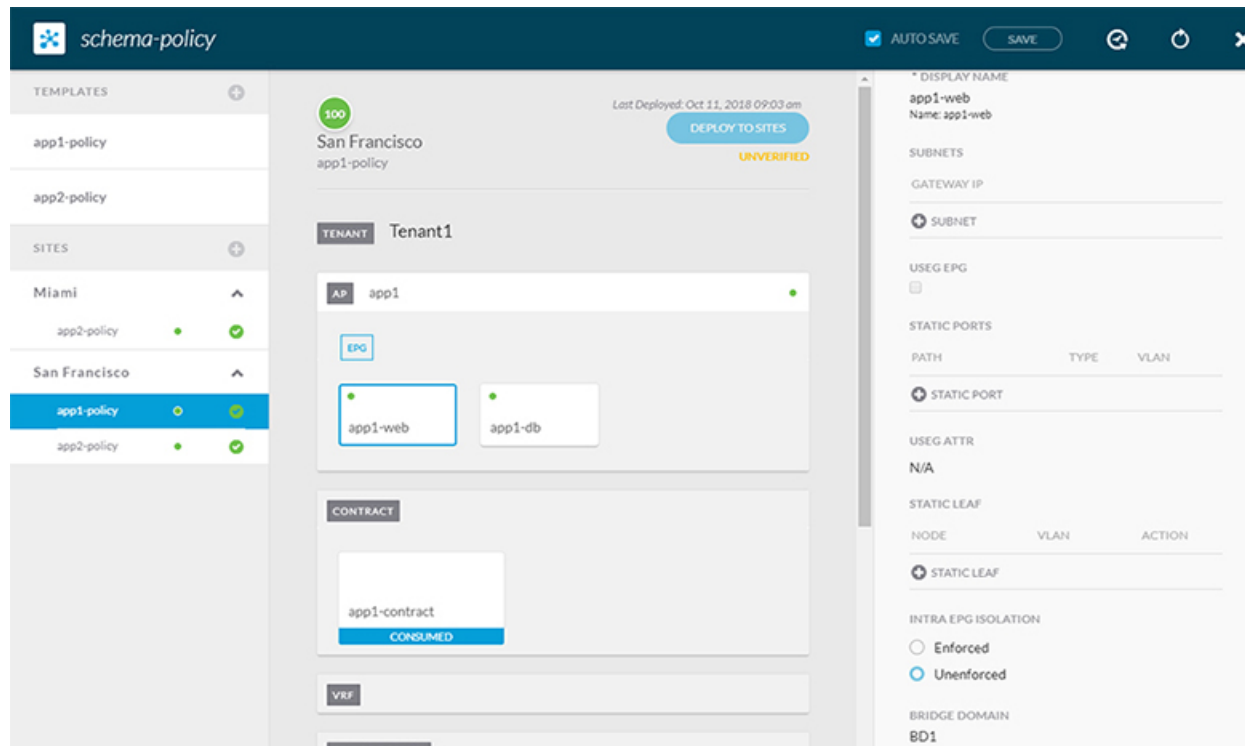 schema-policy
AUTO SAVE
SAVE
TEMPLATES
app1-policy
app2-policy
SITES
Miami
app2-policy
San Francisco
app1-policy
app2-policy
100
Last Deployed: Oct 11, 2018 09:03 am
San Francisco
DEPLOY TO SITES
app1-policy
UNVERIFIED
TENANT Tenant1
AP app1
EPG
app1-web
app1-db
CONTRACT
app1-contract
CONSUMED
VRF
* DISPLAY NAME
app1-web
Name: app1-web
SUBNETS
GATEWAY IP
SUBNET
USEG EPG
STATIC PORTS
PATH TYPE VLAN
STATIC PORT
USEG ATTR
N/A
STATIC LEAF
NODE VLAN ACTION
STATIC LEAF
INTRA EPG ISOLATION
Enforced
Unenforced
BRIDGE DOMAIN
BD1